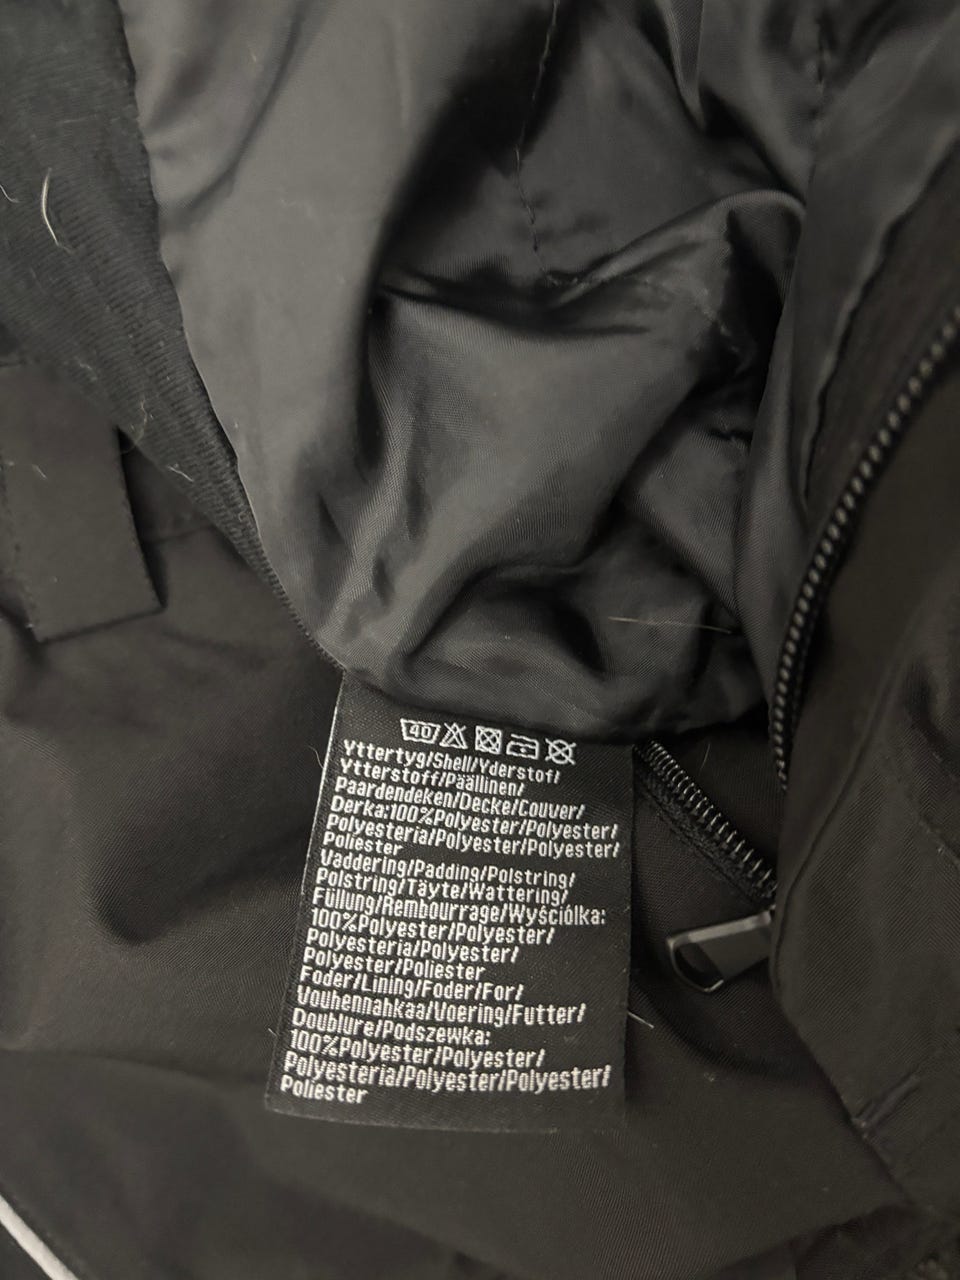 40
Yttertyg/Shell/Yderstof/
Ytterstoff/Päällinen/
Paardendeken/Decke/Couver/
Derka:100%Polyester/Polyester/
Polyesteria/Polyester/Polyester/
Poliester
Vaddering/Padding/Polstring/
Polstring/Täyte/Wattering/
Füllung/Rembourrage/Wyściólka:
100%Polyester/Polyester/
Polyesteria/Polyester/
Polyester/Poliester
Foder/Lining/Foder/For/
Vouhennahkaa/Voering/Futter/
Doublure/Podszewka:
100%Polyester/Polyester/
Polyesteria/Polyester/Polyester/
Poliester